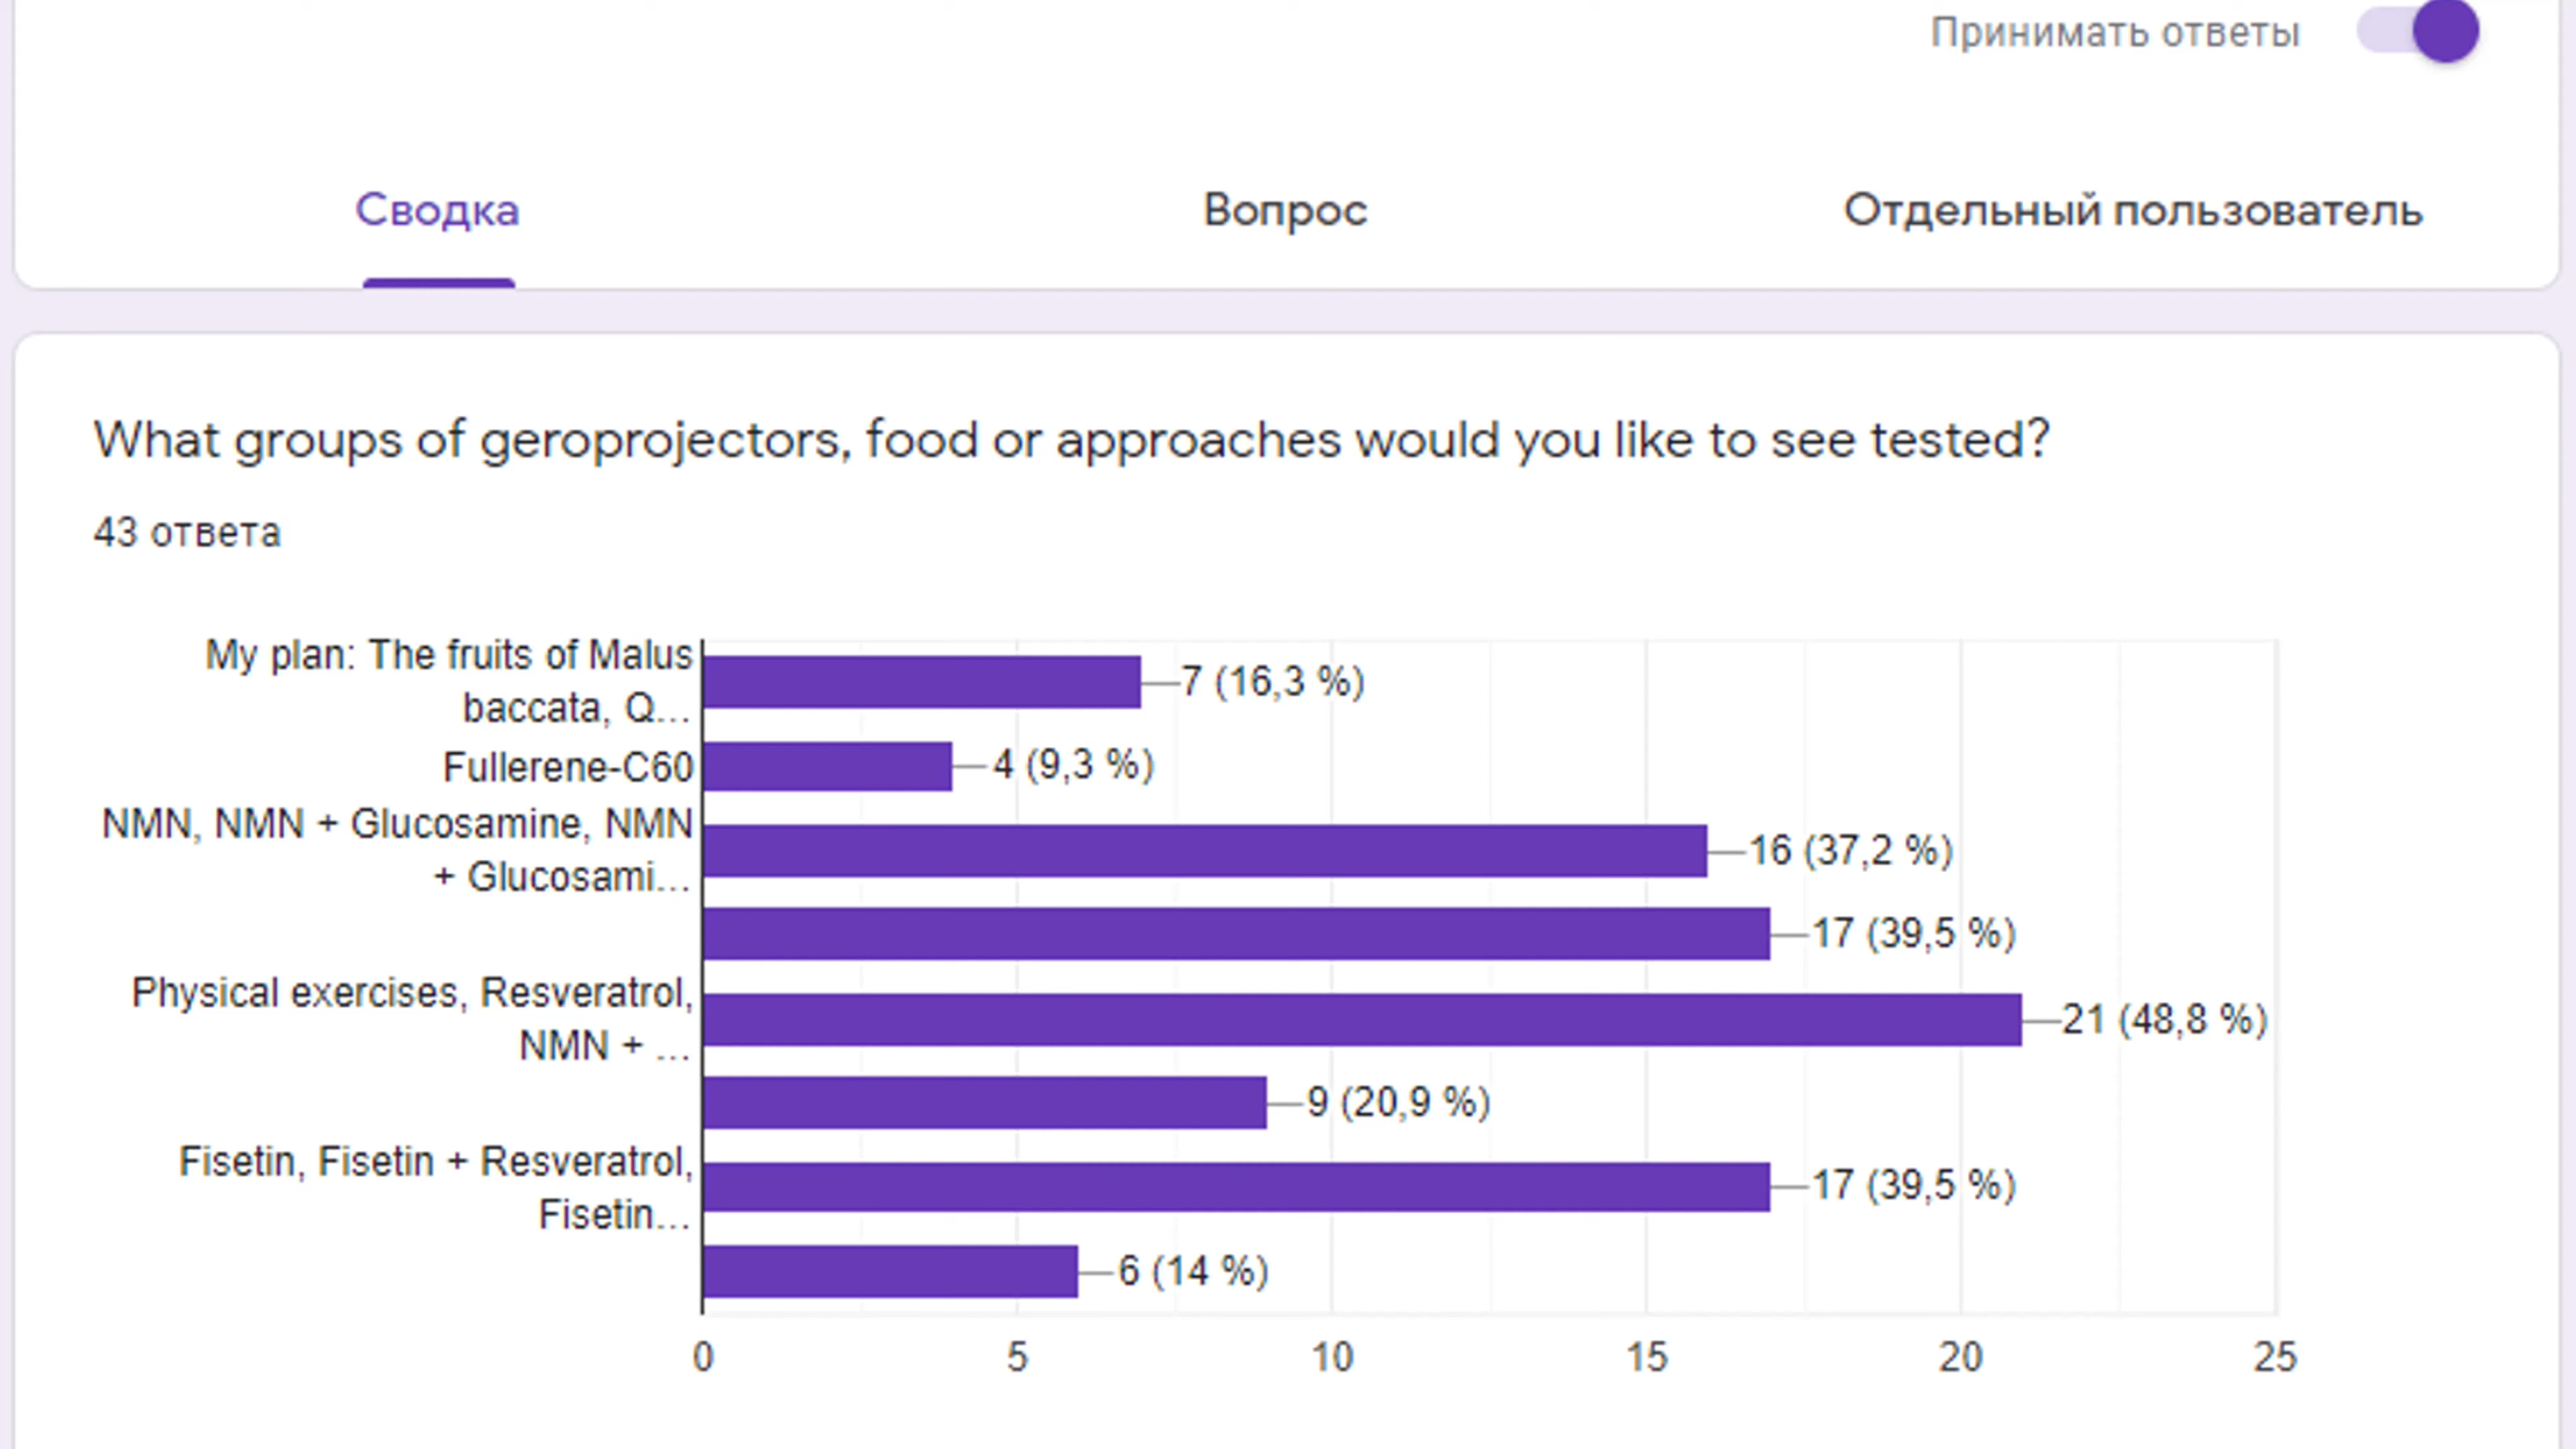 Принимать ответы
Сводка
Вопрос
Отдельный пользователь
What groups of geroprojectors, food or approaches would you like to see tested?
43 ответа
My plan: The fruits of Malus
baccata, Q...
7 (16,3 %)
Fullerene-C60
4 (9,3 %)
NMN, NMN + Glucosamine, NMN
+ Glucosami...
16 (37,2 %)
17 (39,5 %)
Physical exercises, Resveratrol,
NMN + ...
21 (48,8 %)
9 (20,9 %)
Fisetin, Fisetin + Resveratrol,
Fisetin...
17 (39,5 %)
6 (14 %)
0 5 10 15 20 25